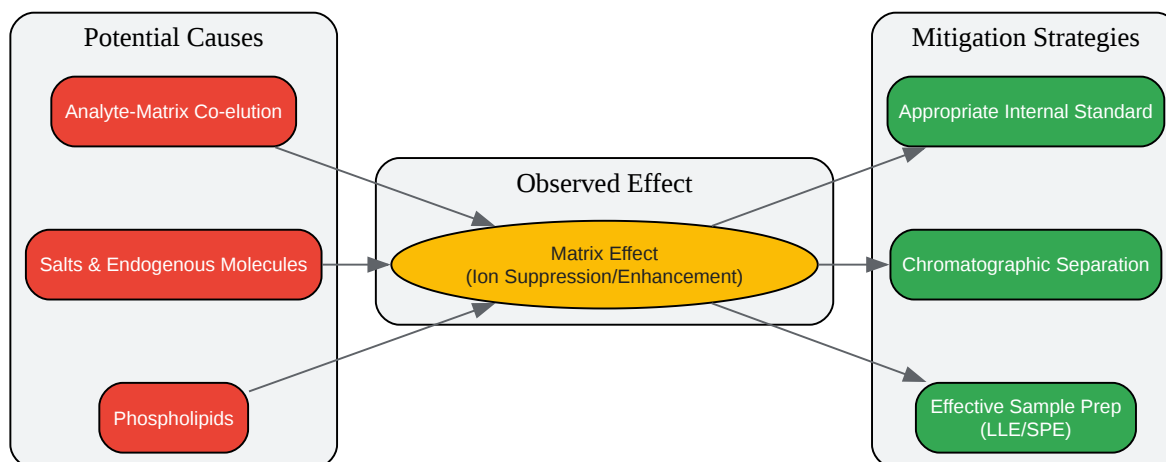 Potential Causes
Analyte-Matrix Co-elution
Salts & Endogenous Molecules
Phospholipids
Observed Effect
Matrix Effect
(Ion Suppression/Enhancement)
Mitigation Strategies
Appropriate Internal Standard
Chromatographic Separation
Effective Sample Prep
(LLE/SPE)